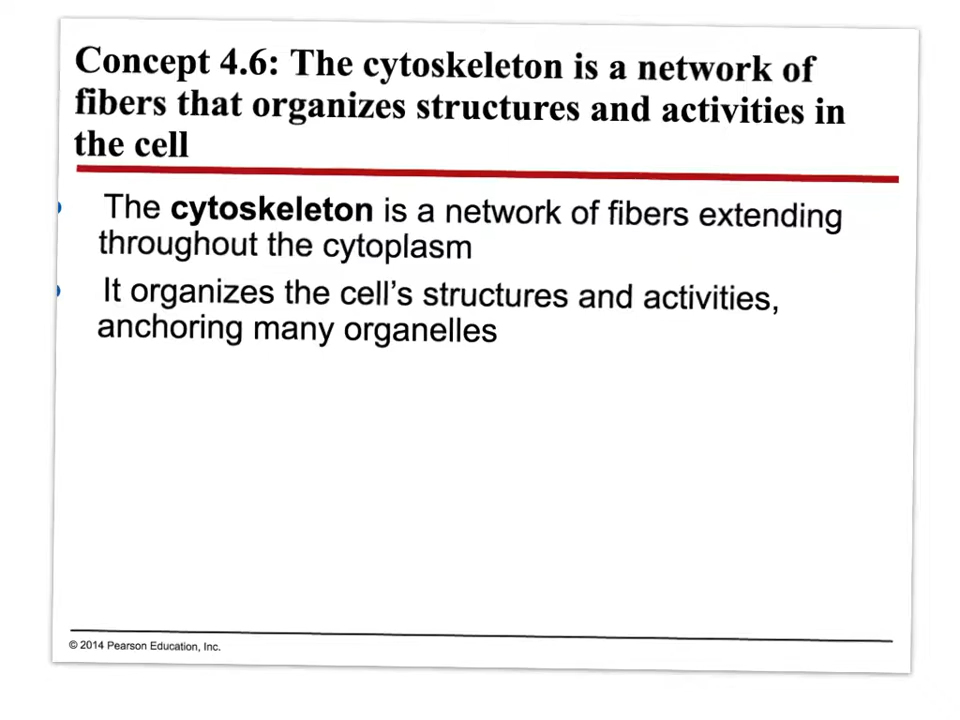 Concept 4.6: The cytoskeleton is a network of
fibers that organizes structures and activities in
the cell
• The cytoskeleton is a network of fibers extending
throughout the cytoplasm
• It organizes the cell's structures and activities,
anchoring many organelles
© 2014 Pearson Education, Inc.